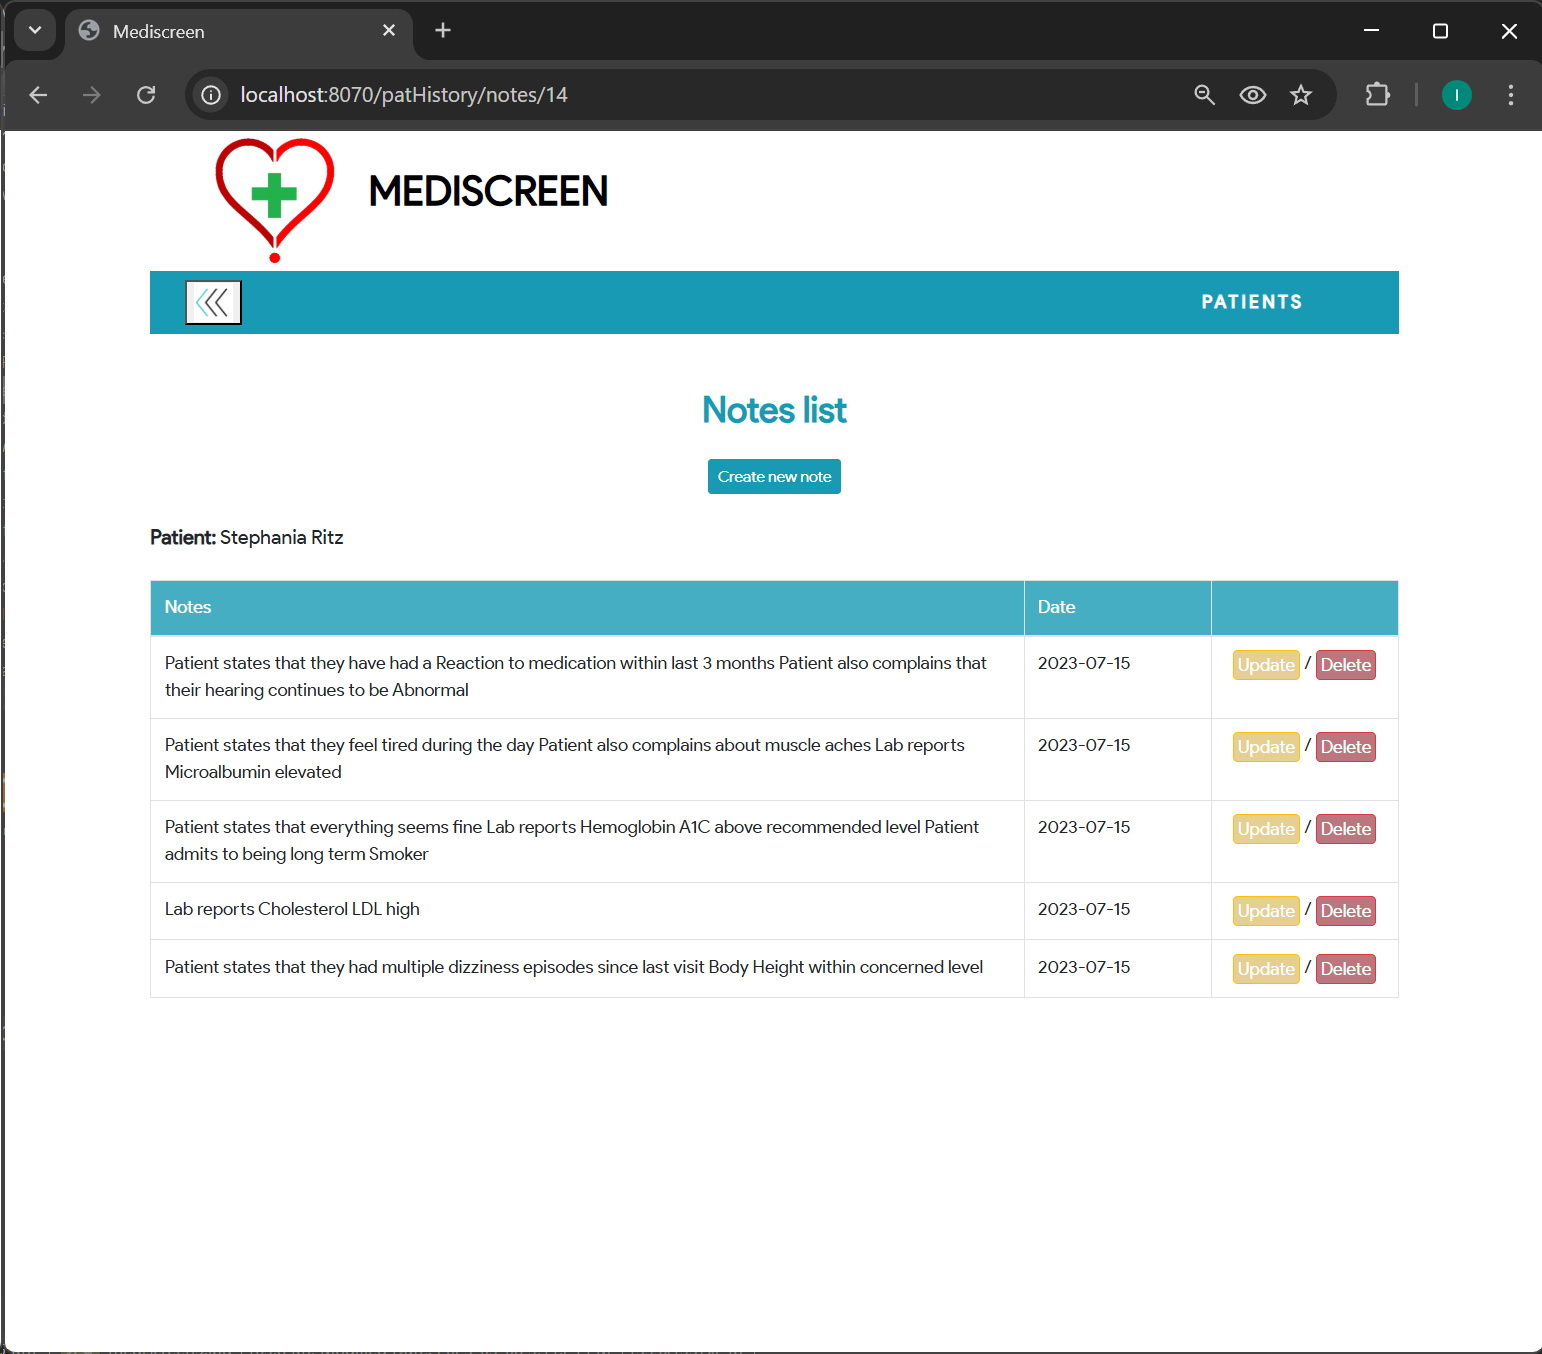 Mediscreen
localhost:8070/patHistory/notes/14
I
MEDISCREEN
PATIENTS
Notes list
Create new note
Patient: Stephania Ritz
Notes Date
Patient states that they have had a Reaction to medication within last 3 months Patient also complains that 2023-07-15 Update / Delete
their hearing continues to be Abnormal
Patient states that they feel tired during the day Patient also complains about muscle aches Lab reports 2023-07-15 Update / Delete
Microalbumin elevated
Patient states that everything seems fine Lab reports Hemoglobin A1C above recommended level Patient 2023-07-15 Update / Delete
admits to being long term Smoker
Lab reports Cholesterol LDL high 2023-07-15 Update / Delete
Patient states that they had multiple dizziness episodes since last visit Body Height within concerned level 2023-07-15 Update / Delete